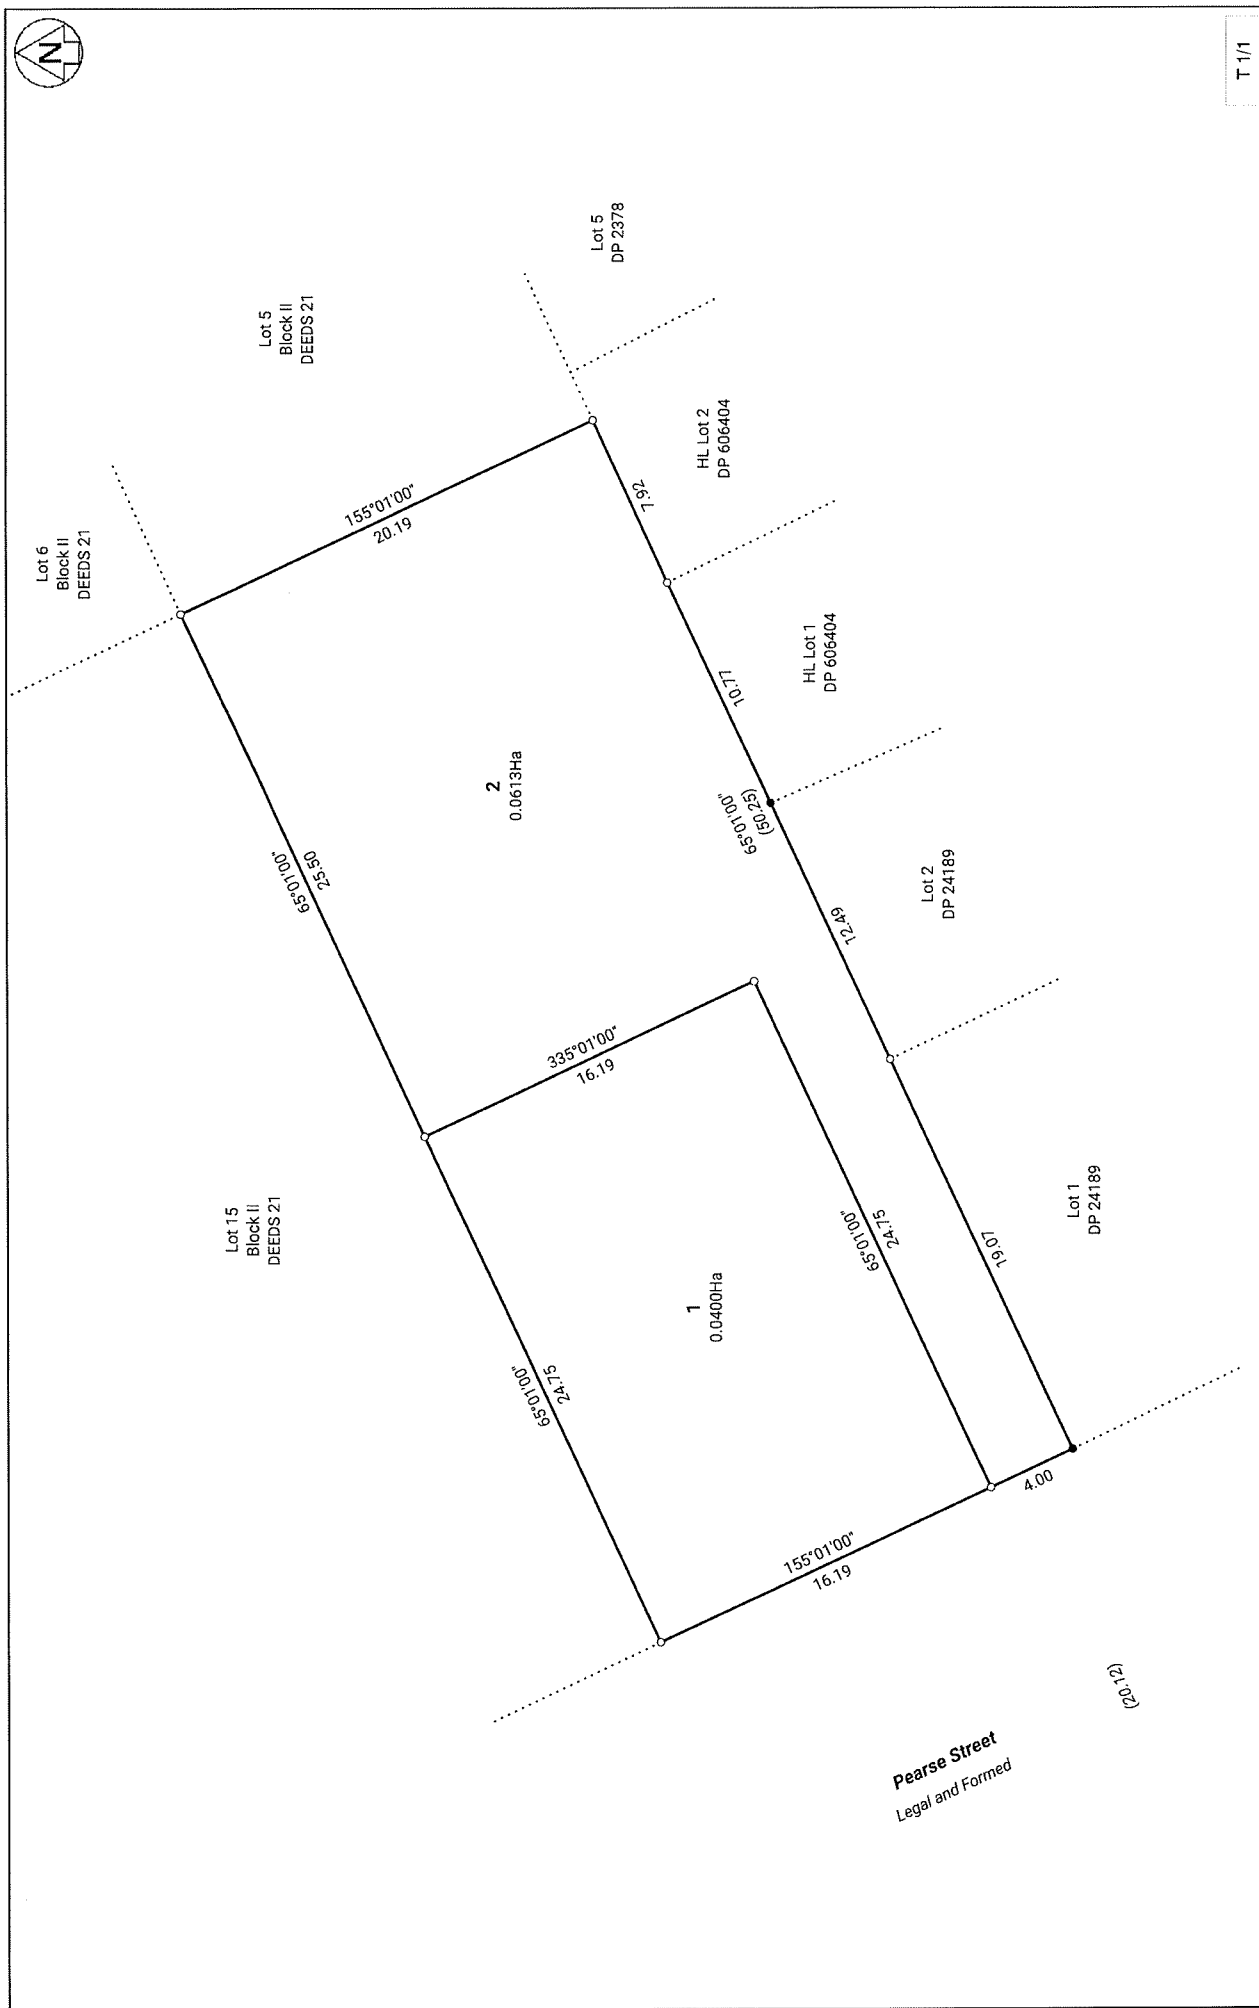 N
T 1/1
Lot 6
Block II
DEEDS 21
Lot 5
Block II
DEEDS 21
Lot 5
DP 2378
155°01'00"
20.19
HL Lot 2
DP 606404
7.92
HL Lot 1
DP 606404
10.77
65°01'00"
25.50
2
0.0613Ha
65°01'00"
(50.25)
12.49
Lot 2
DP 24189
335°01'00"
16.19
Lot 15
Block II
DEEDS 21
65°01'00"
24.75
1
0.0400Ha
65°01'00"
24.75
19.07
Lot 1
DP 24189
155°01'00"
16.19
4.00
(20.12)
Pearse Street
Legal and Formed